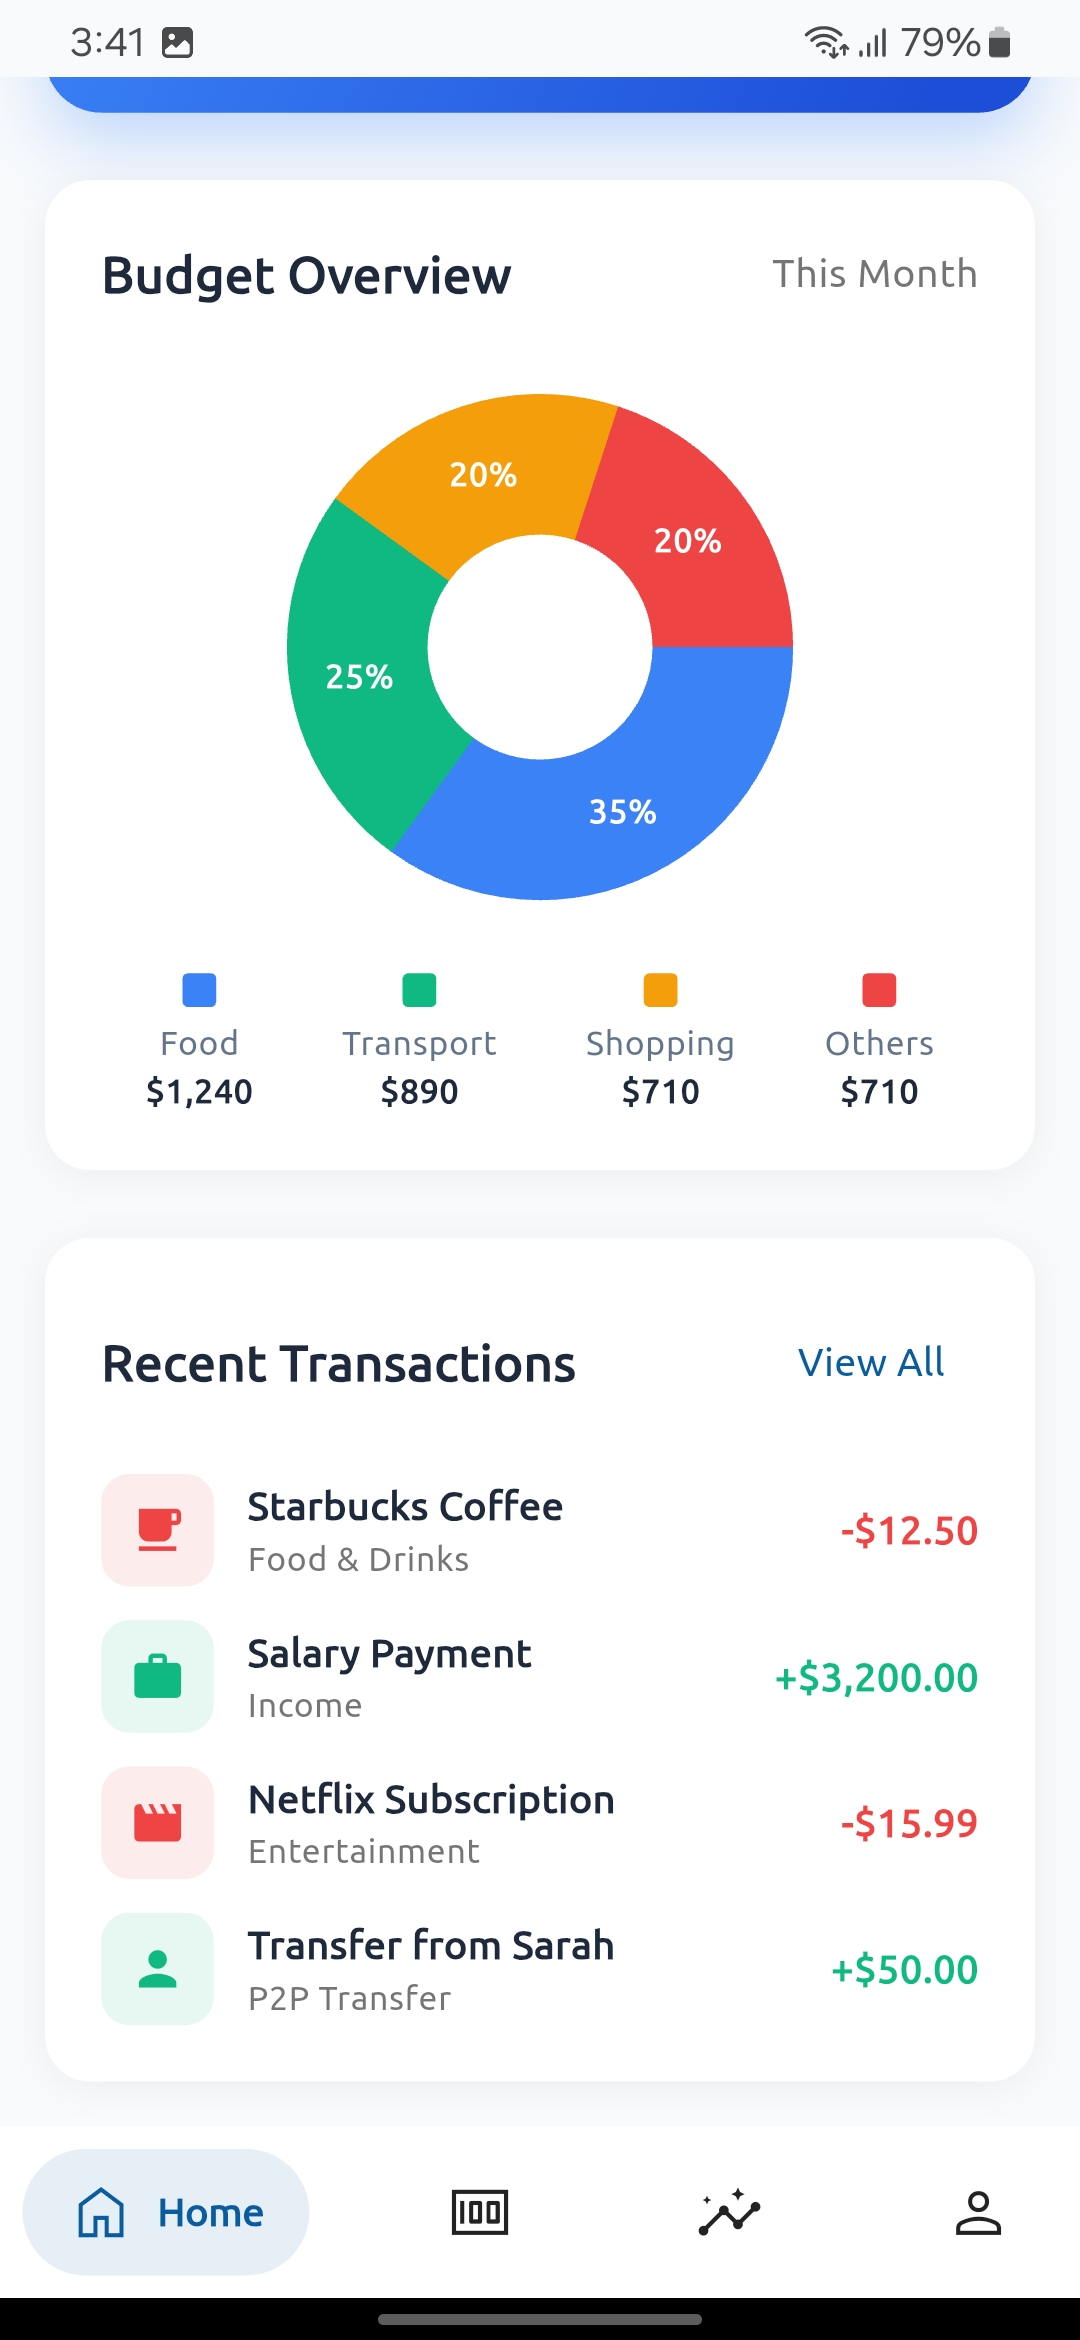 3:41
79%
Budget Overview
This Month
20%
20%
25%
35%
Food
Transport
Shopping
Others
$1,240
$890
$710
$710
Recent Transactions
View All
Starbucks Coffee
Food & Drinks
-$12.50
Salary Payment
Income
+$3,200.00
Netflix Subscription
Entertainment
-$15.99
Transfer from Sarah
P2P Transfer
+$50.00
Home
100